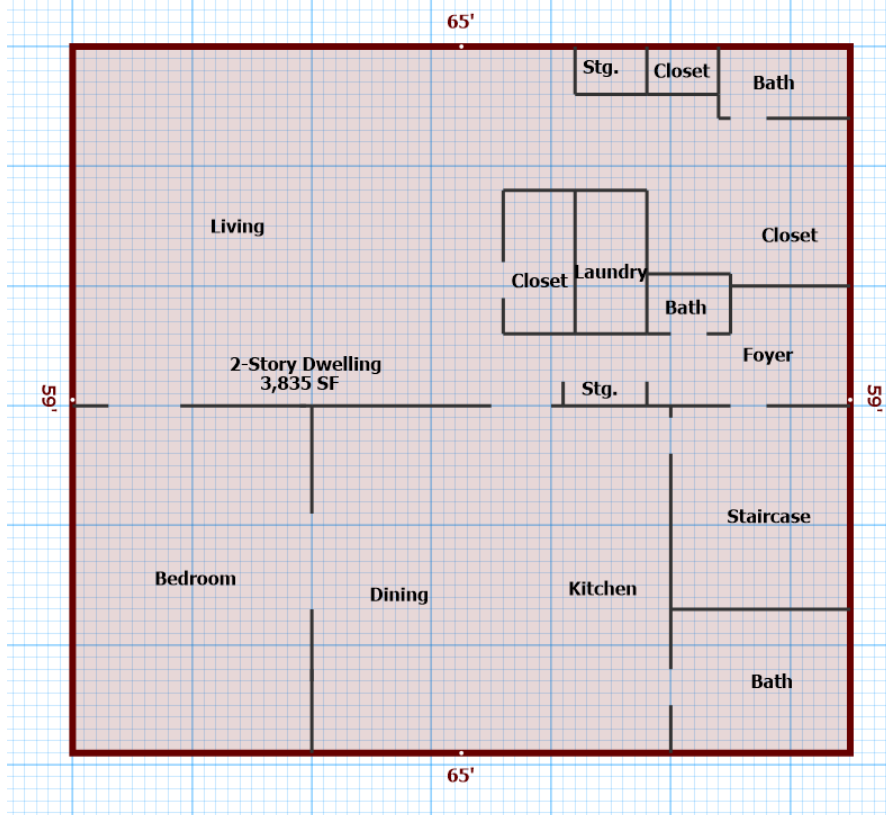 65'
Stg.
Closet
Bath
Living
Closet
Closet
Laundry
Bath
Foyer
2-Story Dwelling
3,835 SF
Stg.
59'
59'
Staircase
Bedroom
Dining
Kitchen
Bath
65'